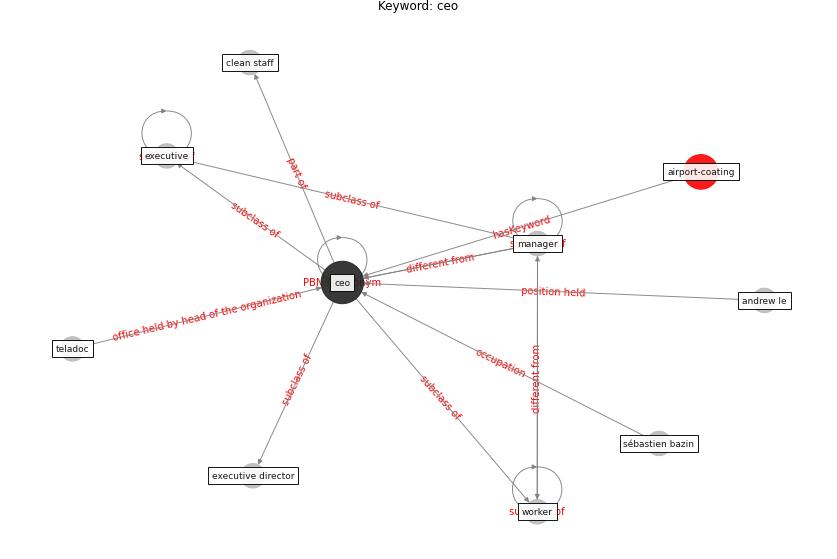 Keyword: ceo
clean staff
executive
airport-coating
part of
subclass of
subclass of
haskeyword
manager
different from
ceo
position held
andrew le
office held by head of the organization
teladoc
different from
occupation
subclass of
subclass of
sébastien bazin
executive director
worker